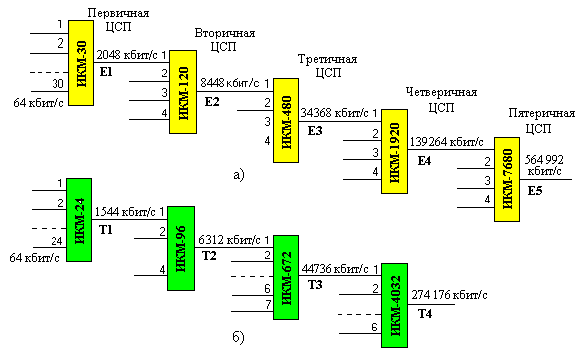 Первичная
ЦСП
Вторичная
ЦСП
Третичная
ЦСП
Четверичная
ЦСП
Пятеричная
ЦСП
1
2
30
64 кбит/с
ИКМ-30
2048 кбит/с
E1
1
2
3
4
ИКМ-120
8448 кбит/с
E2
1
2
3
4
ИКМ-480
34368 кбит/с
E3
1
2
3
4
ИКМ-1920
139264 кбит/с
E4
1
2
3
4
ИКМ-7680
564 992
кбит/с
E5
а)
1
2
24
64 кбит/с
ИКМ-24
1544 кбит/с
T1
1
2
4
ИКМ-96
6312 кбит/с
T2
1
2
6
7
ИКМ-672
44736 кбит/с
T3
1
2
6
ИКМ-4032
274 176 кбит/с
T4
б)